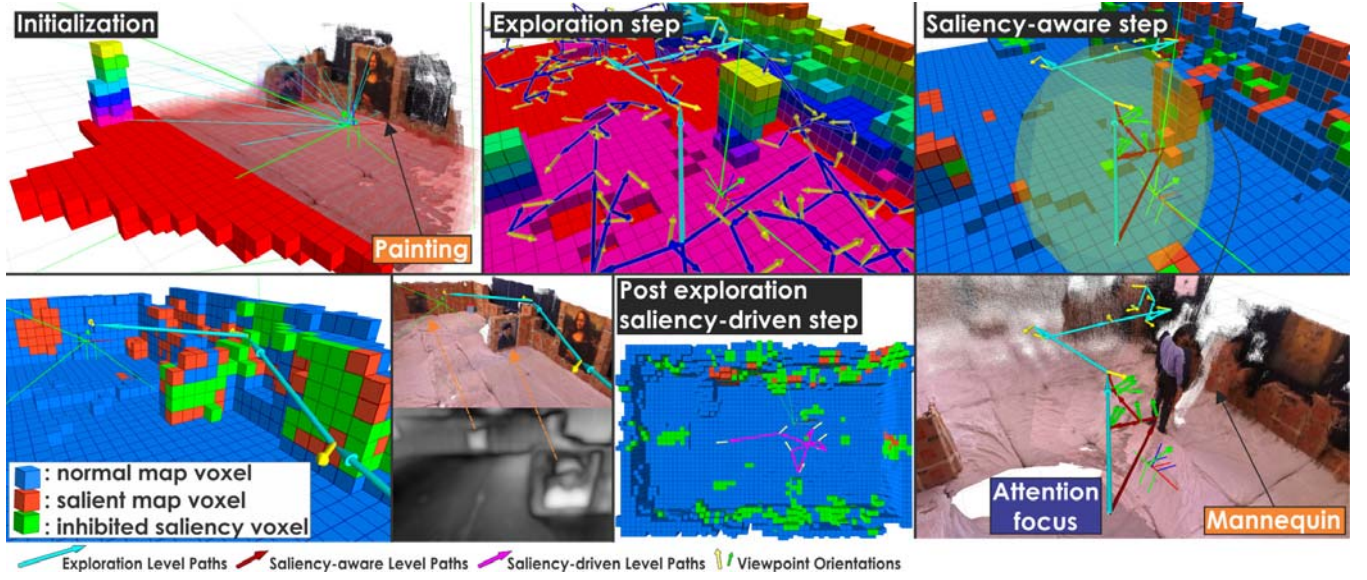 Initialization
Exploration step
Saliency-aware step
Painting
Post exploration
saliency-driven step
: normal map voxel
: salient map voxel
: inhibited saliency voxel
Attention
focus
Mannequin
Exploration Level Paths
Saliency-aware Level Paths
Saliency-driven Level Paths
Viewpoint Orientations